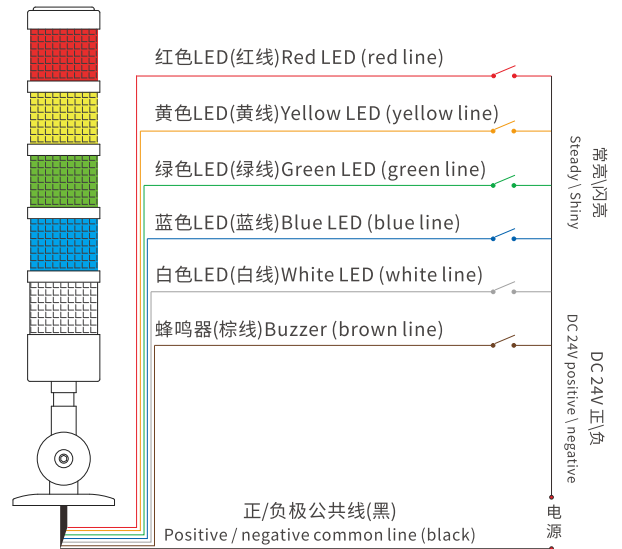 红色LED(红线)Red LED (red line)
黄色LED(黄线)Yellow LED (yellow line)
绿色LED(绿线)Green LED (green line)
蓝色LED(蓝线)Blue LED (blue line)
白色LED(白线)White LED (white line)
蜂鸣器(棕线)Buzzer (brown line)
常亮\闪亮
Steady \ Shiny
DC 24V 正\负
DC 24V positive \ negative
电源
正/负极公共线(黑)
Positive / negative common line (black)